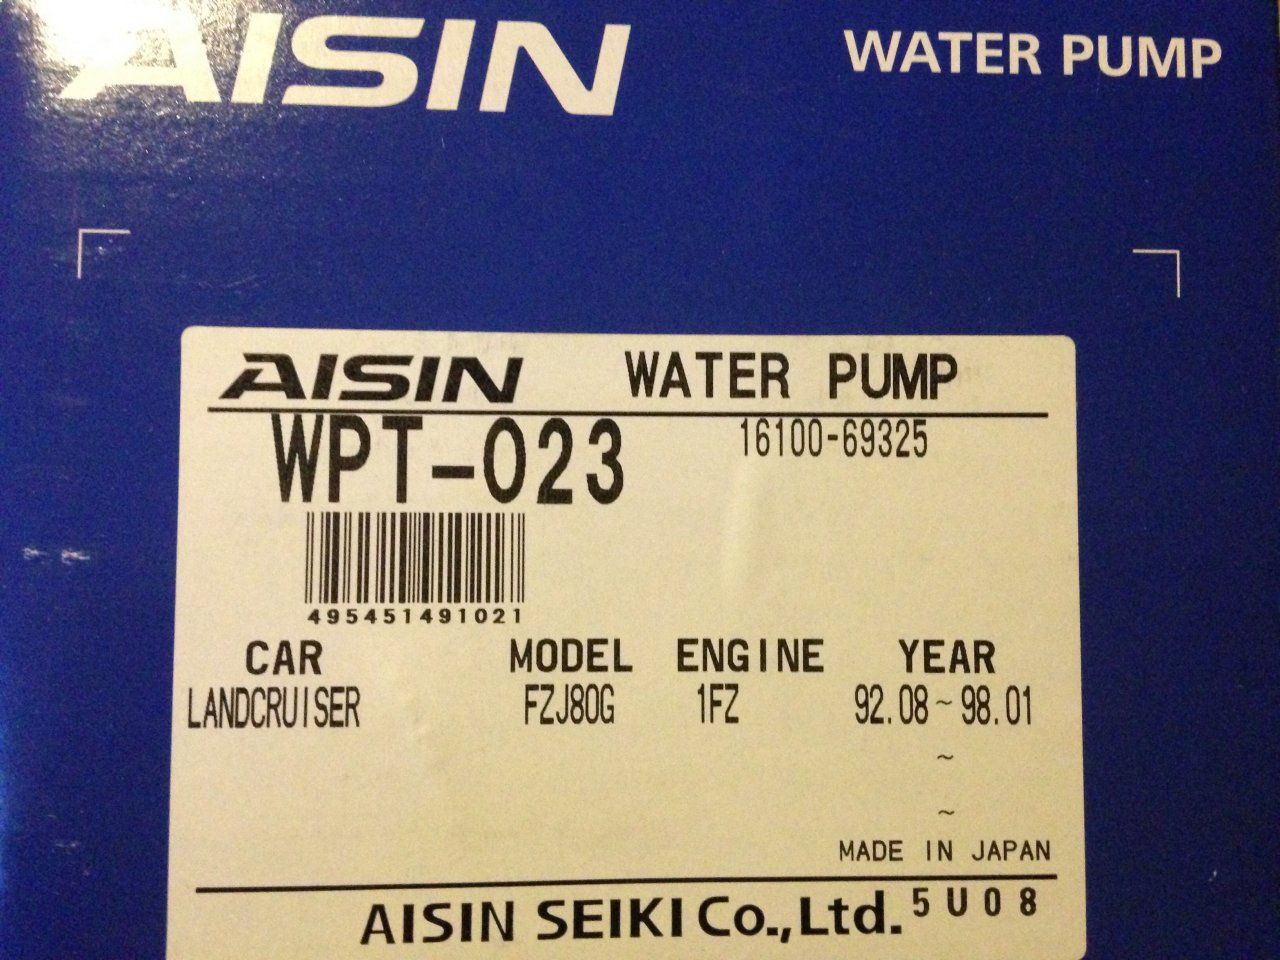 AISIN WATER PUMP
AISIN WATER PUMP
WPT-023 16100-69325
495451491021
CAR MODEL ENGINE YEAR
LANDCRUISER FZJ80G 1FZ 92.08~98.01
~
~
MADE IN JAPAN
AISIN SEIKI Co.,Ltd. 5U08